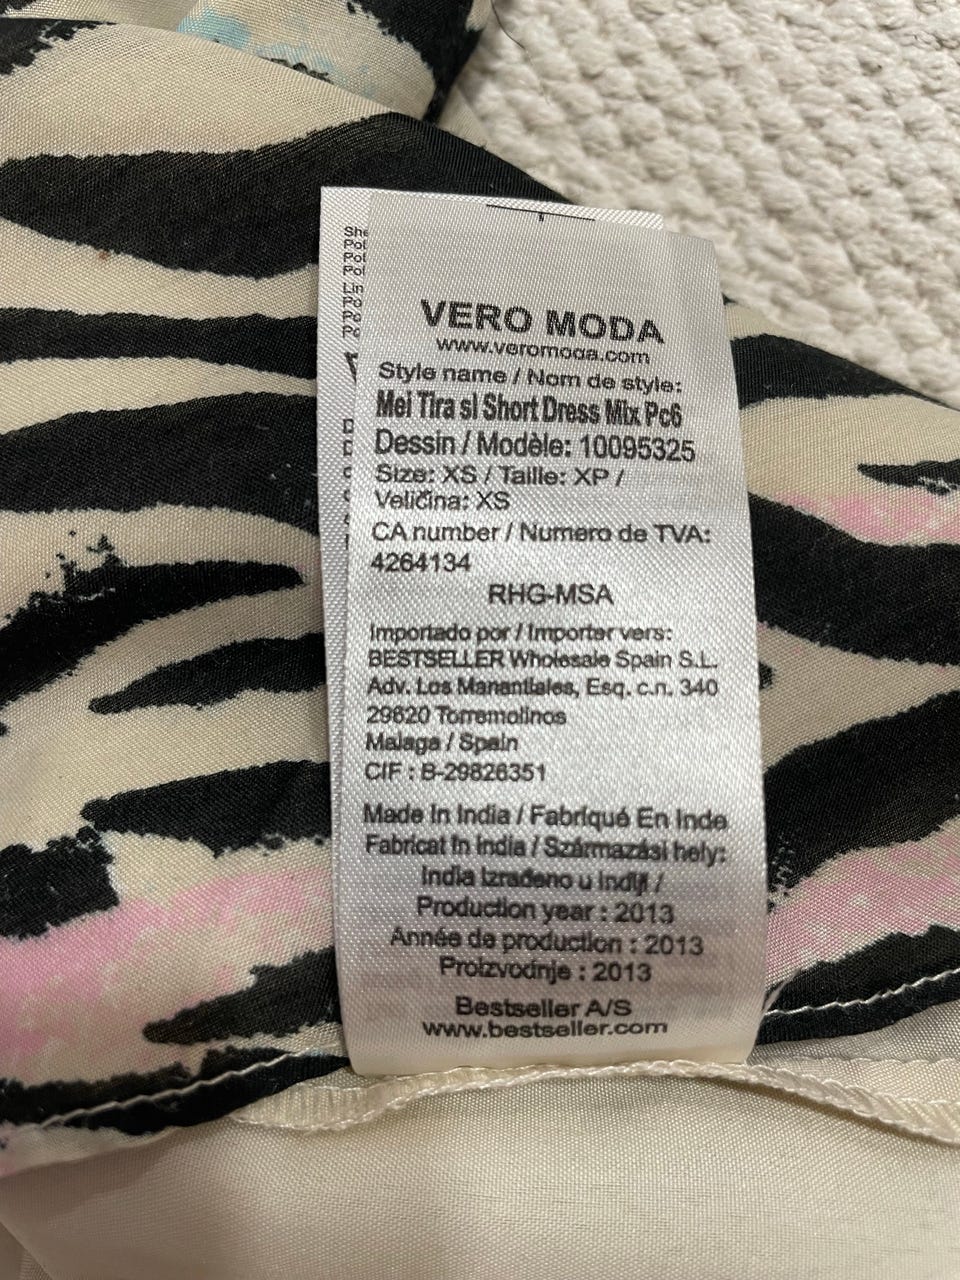 VERO MODA
www.veromoda.com
Style name / Nom de style:
Mei Tira sl Short Dress Mix Pc6
Dessin / Modèle: 10095325
Size: XS / Taille: XP /
Veličina: XS
CA number / Numero de TVA:
4264134
RHG-MSA
Importado por / Importer vers:
BESTSELLER Wholesale Spain S.L.
Adv. Los Manantiales, Esq. c.n. 340
29620 Torremolinos
Malaga / Spain
CIF : B-29826351
Made In India / Fabriqué En Inde
Fabricat în India / Származási hely:
India Izrađeno u Indiji /
Production year : 2013
Année de production : 2013
Proizvodnje : 2013
Bestseller A/S
www.bestseller.com